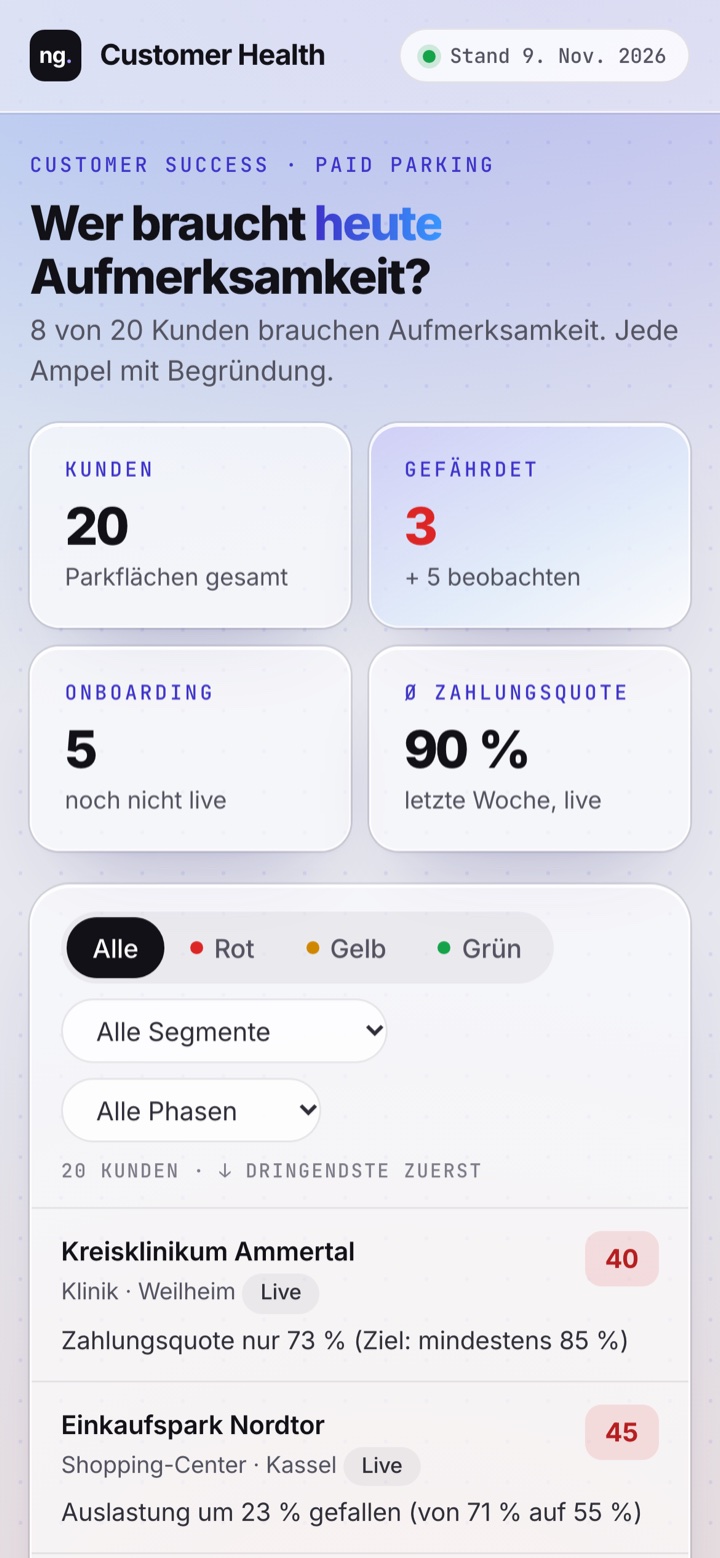 ng.
Customer Health
Stand 9. Nov. 2026
CUSTOMER SUCCESS · PAID PARKING
Wer braucht heute
Aufmerksamkeit?
8 von 20 Kunden brauchen Aufmerksamkeit. Jede
Ampel mit Begründung.
KUNDEN
20
Parkflächen gesamt
GEFÄHRDET
3
+ 5 beobachten
ONBOARDING
5
noch nicht live
Ø ZAHLUNGSQUOTE
90 %
letzte Woche, live
Alle
Rot
Gelb
Grün
Alle Segmente
Alle Phasen
20 KUNDEN · ↓ DRINGENDSTE ZUERST
Kreisklinikum Ammertal
40
Klinik · Weilheim Live
Zahlungsquote nur 73 % (Ziel: mindestens 85 %)
Einkaufspark Nordtor
45
Shopping-Center · Kassel Live
Auslastung um 23 % gefallen (von 71 % auf 55 %)